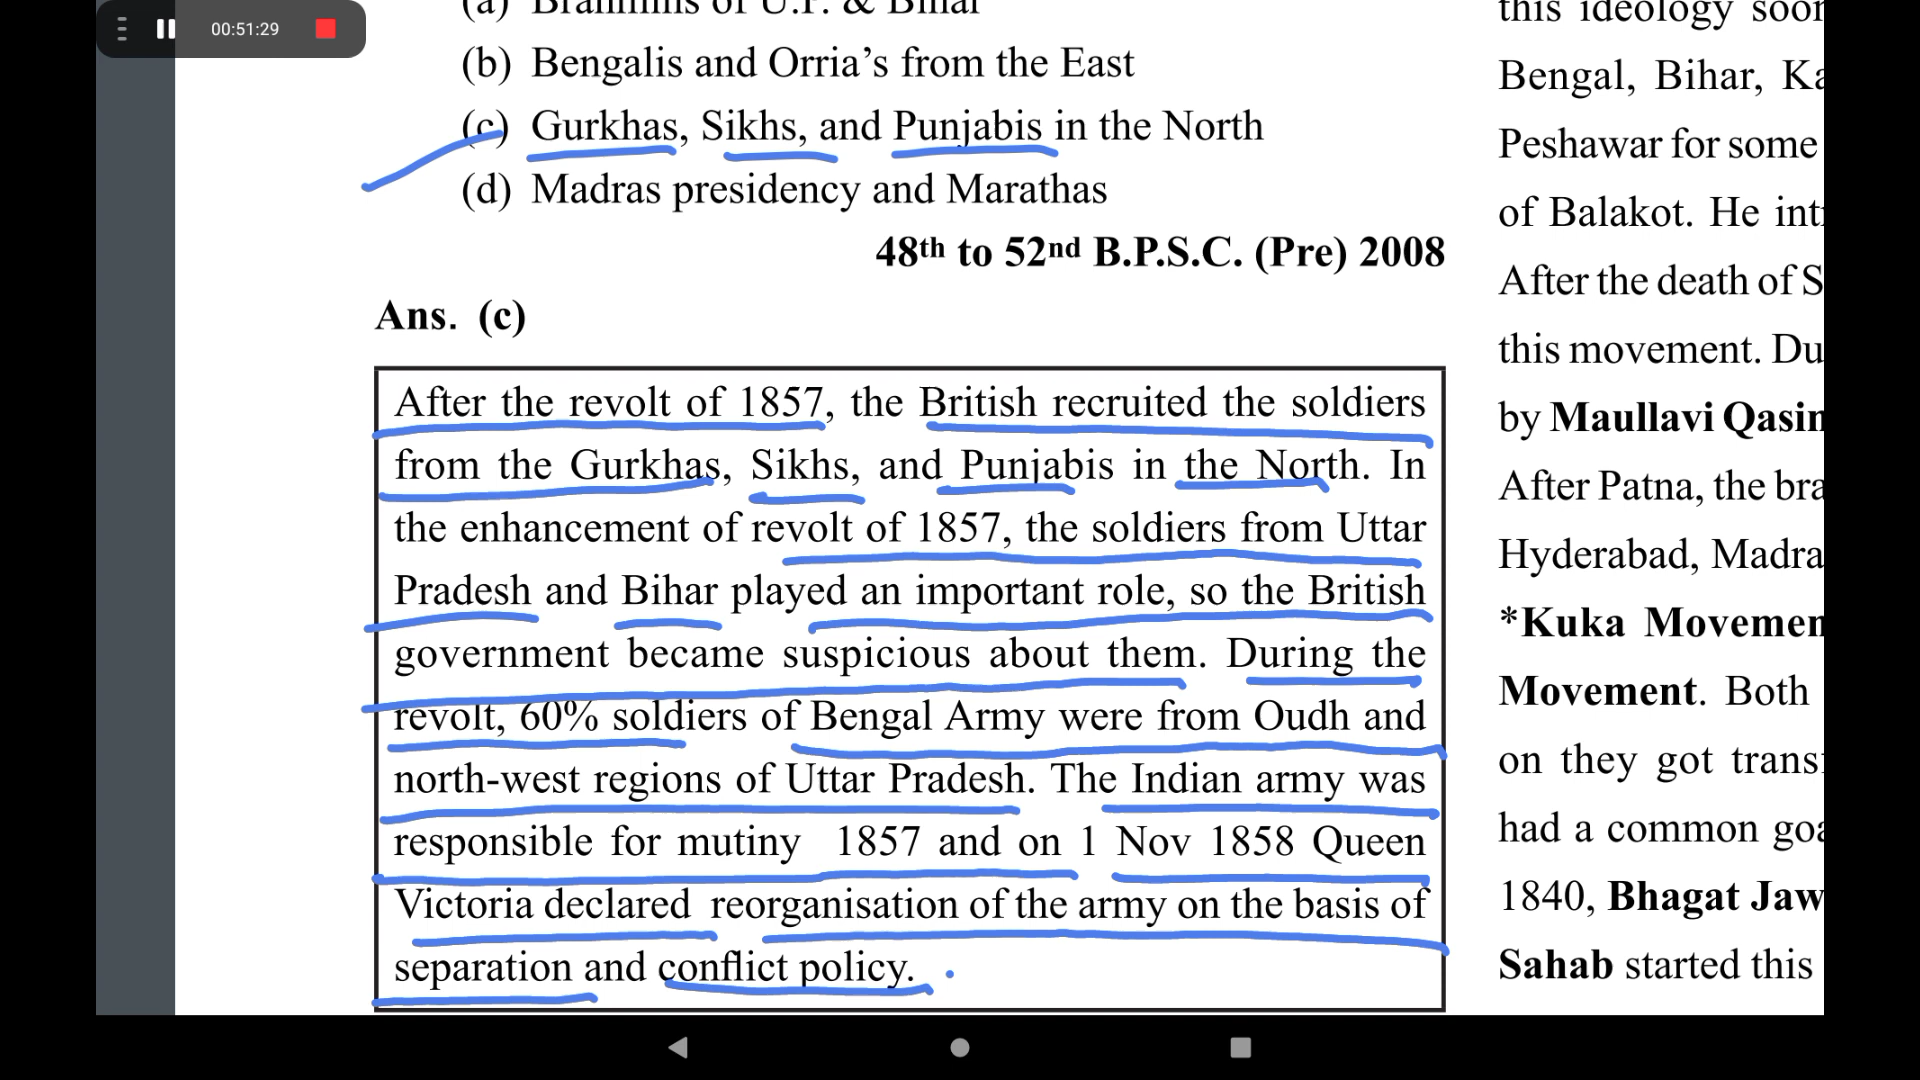 00:51:29
(a) Brahmins of U.P. & Bihar
(b) Bengalis and Orria’s from the East
(c) Gurkhas, Sikhs, and Punjabis in the North
(d) Madras presidency and Marathas
48th to 52nd B.P.S.C. (Pre) 2008
Ans. (c)
After the revolt of 1857, the British recruited the soldiers
from the Gurkhas, Sikhs, and Punjabis in the North. In
the enhancement of revolt of 1857, the soldiers from Uttar
Pradesh and Bihar played an important role, so the British
government became suspicious about them. During the
revolt, 60% soldiers of Bengal Army were from Oudh and
north-west regions of Uttar Pradesh. The Indian army was
responsible for mutiny 1857 and on 1 Nov 1858 Queen
Victoria declared reorganisation of the army on the basis of
separation and conflict policy.
this ideology
Bengal, Bihar,
Peshawar for some
of Balakot. He
After the death of
this movement.
by Maullavi
After Patna, the
Hyderabad,
*Kuka
Movement. Both
on they got
had a common
1840, Bhagat
Sahab started this